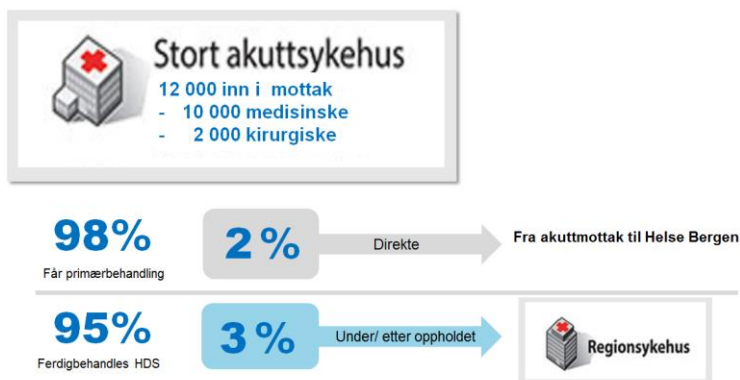 Stort akuttsykehus
12 000 inn i mottak
- 10 000 medisinske
- 2 000 kirurgiske
98%
Får primærbehandling
2%
Direkte
Fra akuttmottak til Helse Bergen
95%
Ferdigbehandles HDS
3%
Under/ etter oppholdet
Regionsykehus